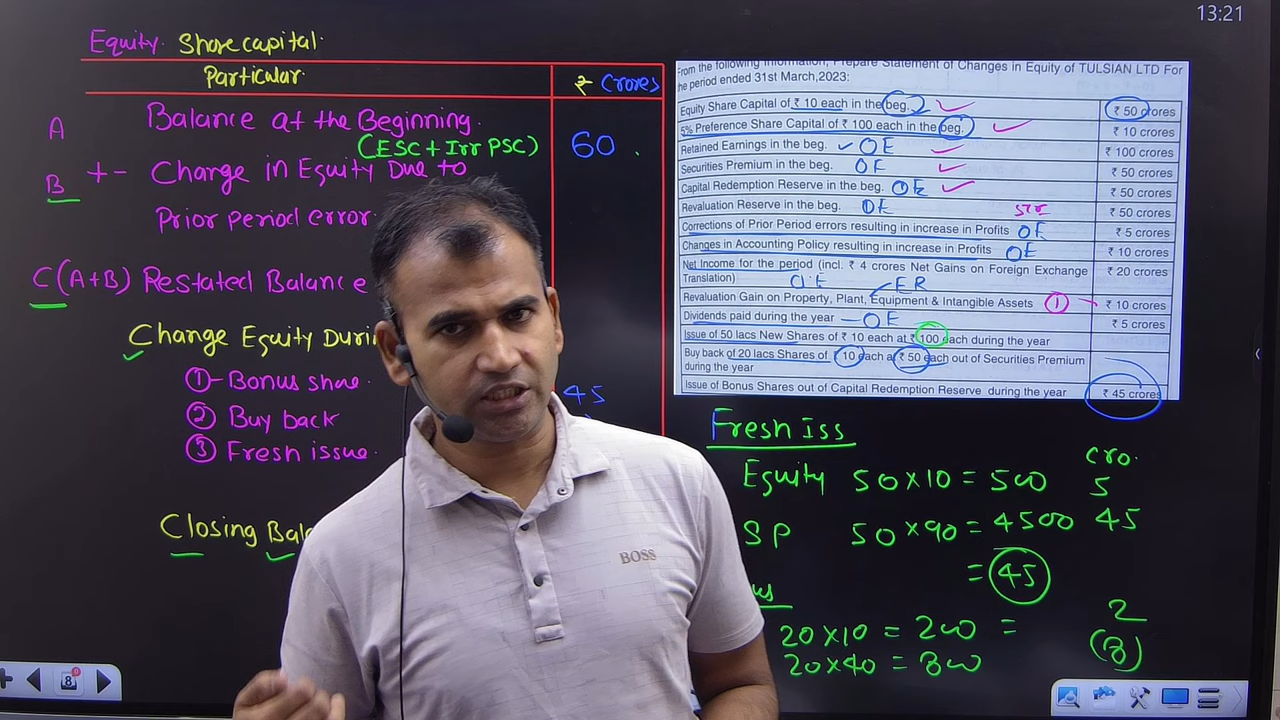 13:21
Equity Share capital.
Particular
₹ Crores
A Balance at the Beginning.
(ESC + Irr PSC) 60
B +- Change in Equity Due to
Prior period error
C (A+B) Restated Balance
Change Equity Duri
① Bonus share. 45
② Buy back
③ Fresh issue.
Closing Bal
From the following information, Prepare Statement of Changes in Equity of TULSIAN LTD For
the period ended 31st March,2023:
Equity Share Capital of ₹ 10 each in the beg. ₹ 50 crores
5% Preference Share Capital of ₹ 100 each in the beg. ₹ 10 crores
Retained Earnings in the beg. OE ₹ 100 crores
Securities Premium in the beg. OE ₹ 50 crores
Capital Redemption Reserve in the beg. OE ₹ 50 crores
Revaluation Reserve in the beg. OE ₹ 50 crores
Corrections of Prior Period errors resulting in increase in Profits OE ₹ 5 crores
Changes in Accounting Policy resulting in increase in Profits OE ₹ 10 crores
Net Income for the period (incl. ₹ 4 crores Net Gains on Foreign Exchange ₹ 20 crores
Translation) OE ER
Revaluation Gain on Property, Plant, Equipment & Intangible Assets ① ₹ 10 crores
Dividends paid during the year OE ₹ 5 crores
Issue of 50 lacs New Shares of ₹ 10 each at ₹ 100 each during the year
Buy back of 20 lacs Shares of ₹ 10 each a ₹ 50 each out of Securities Premium
during the year
Issue of Bonus Shares out of Capital Redemption Reserve during the year ₹ 45 crores
Fresh Iss
cro.
Equity 50×10 = 500 5
SP 50×90 = 4500 45
= 45
20×10 = 200 = 2
20×40 = 800 (8)
BOSS
8